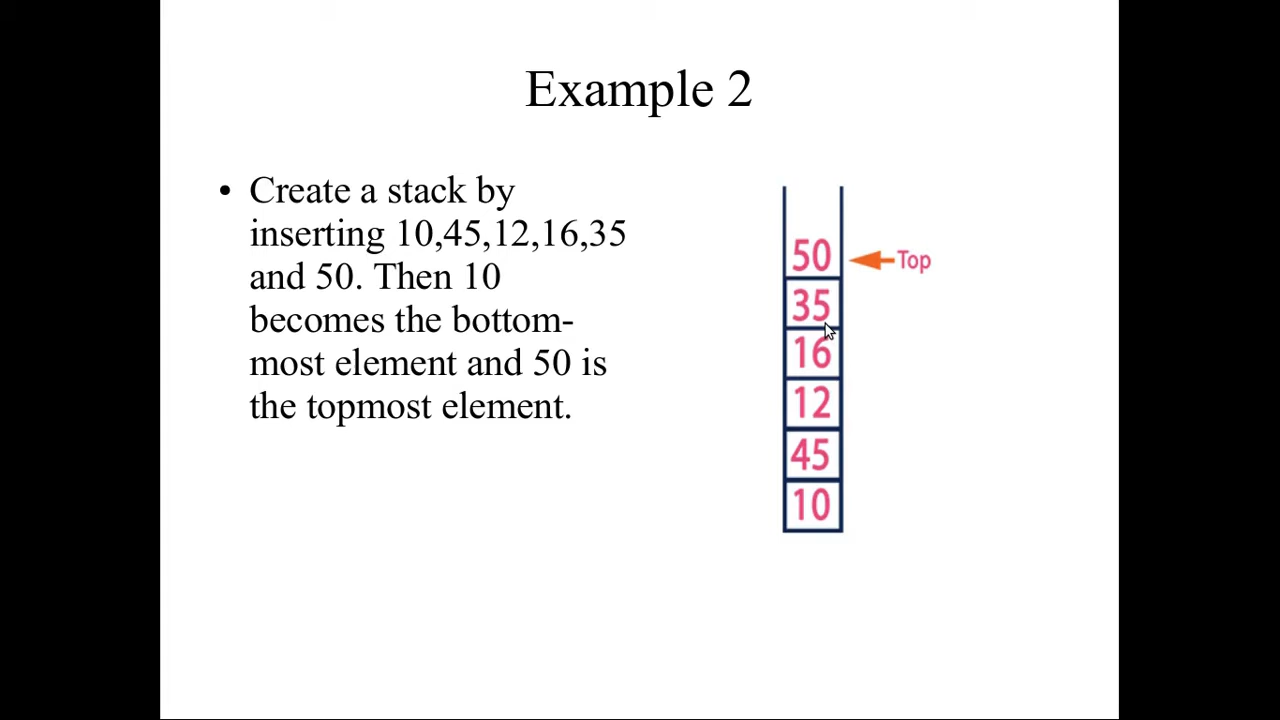 Example 2
• Create a stack by
inserting 10,45,12,16,35
and 50. Then 10
becomes the bottom-
most element and 50 is
the topmost element.
50 Top
35
16
12
45
10